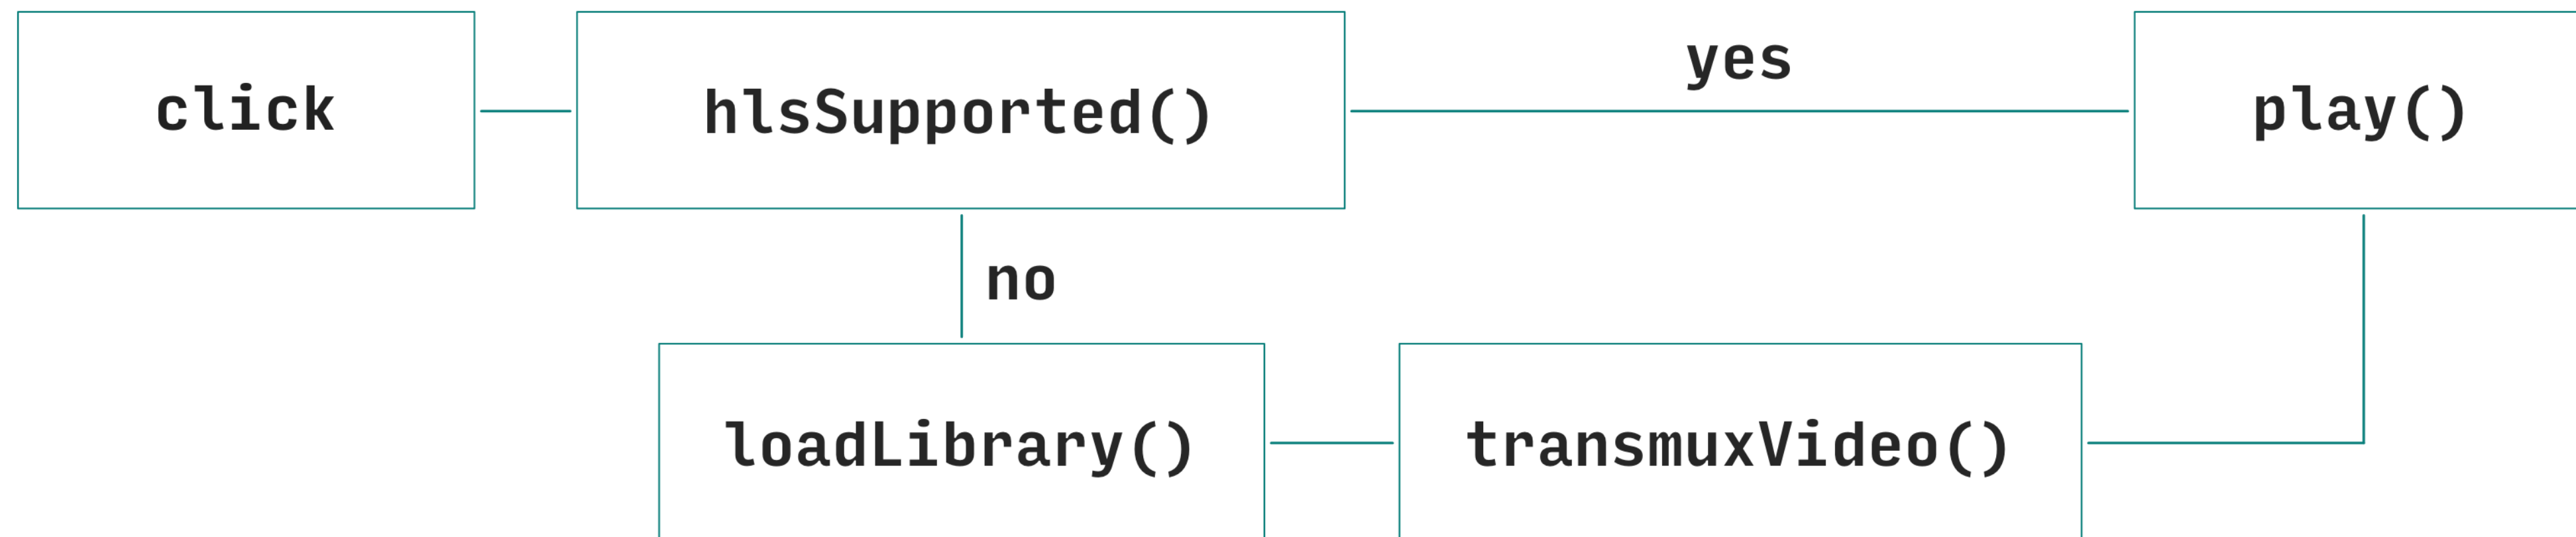 click
hlsSupported()
yes
play()
no
loadLibrary()
transmuxVideo()